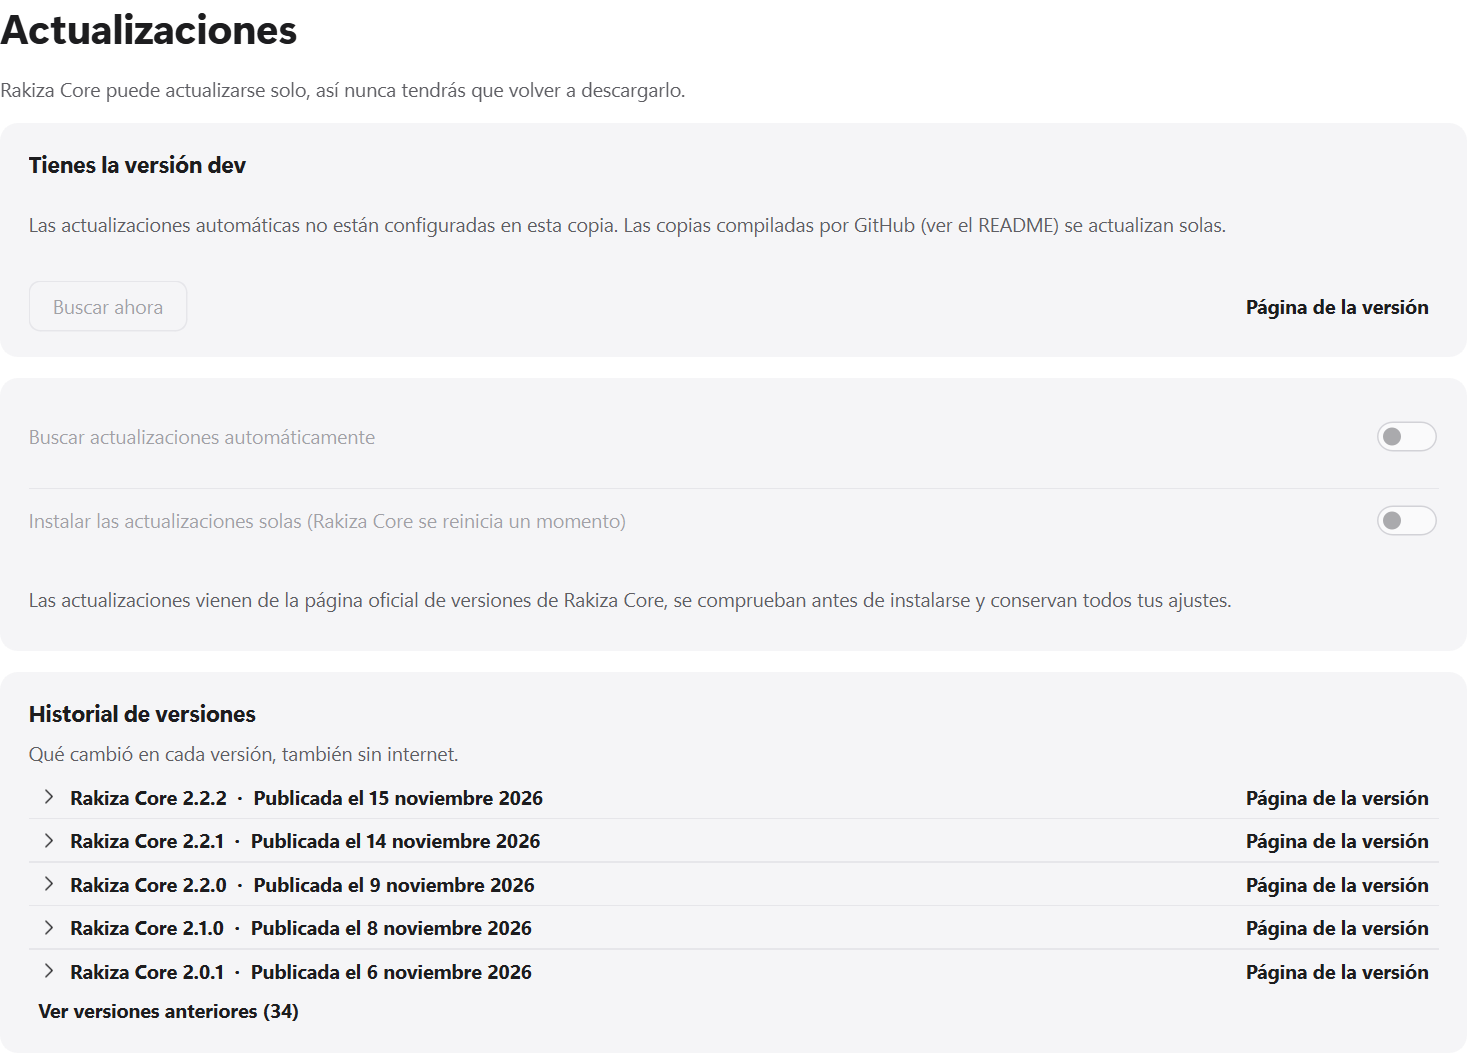 Actualizaciones
Rakiza Core puede actualizarse solo, así nunca tendrás que volver a descargarlo.
Tienes la versión dev
Las actualizaciones automáticas no están configuradas en esta copia. Las copias compiladas por GitHub (ver el README) se actualizan solas.
Buscar ahora
Página de la versión
Buscar actualizaciones automáticamente
Instalar las actualizaciones solas (Rakiza Core se reinicia un momento)
Las actualizaciones vienen de la página oficial de versiones de Rakiza Core, se comprueban antes de instalarse y conservan todos tus ajustes.
Historial de versiones
Qué cambió en cada versión, también sin internet.
Rakiza Core 2.2.2 · Publicada el 15 noviembre 2026 Página de la versión
Rakiza Core 2.2.1 · Publicada el 14 noviembre 2026 Página de la versión
Rakiza Core 2.2.0 · Publicada el 9 noviembre 2026 Página de la versión
Rakiza Core 2.1.0 · Publicada el 8 noviembre 2026 Página de la versión
Rakiza Core 2.0.1 · Publicada el 6 noviembre 2026 Página de la versión
Ver versiones anteriores (34)